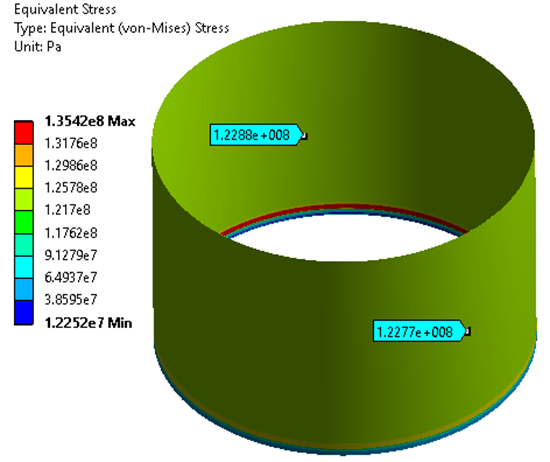 Equivalent Stress
Type: Equivalent (von-Mises) Stress
Unit: Pa
1.3542e8 Max
1.3176e8
1.2986e8
1.2578e8
1.217e8
1.1762e8
9.1279e7
6.4937e7
3.8595e7
1.2252e7 Min
1.2288e+008
1.2277e+008